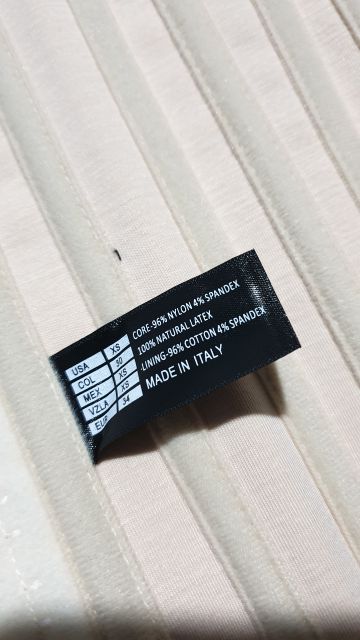 USA XS
COL 30
MEX XS
VZLA XS
EUR 34
CORE-96% NYLON 4% SPANDEX
100% NATURAL LATEX
-LINING-96% COTTON 4% SPANDEX
MADE IN ITALY